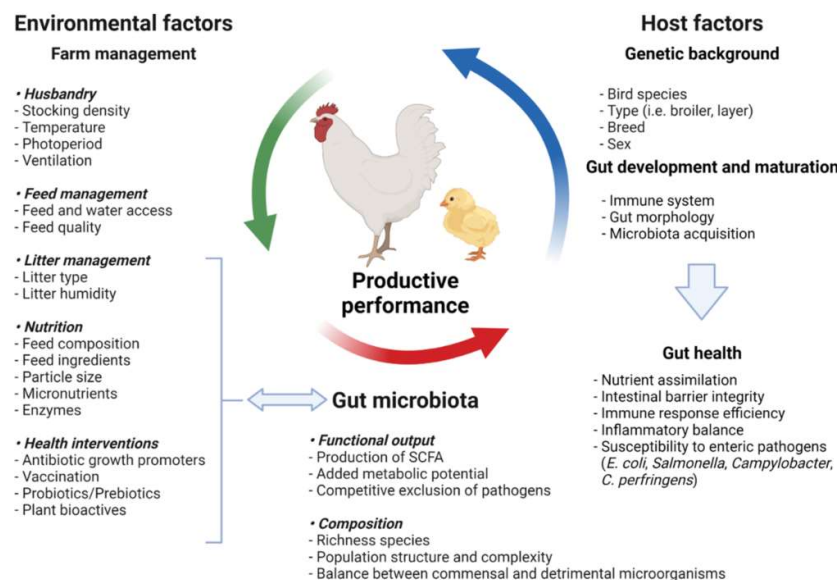 Environmental factors
Farm management
• Husbandry
- Stocking density
- Temperature
- Photoperiod
- Ventilation
• Feed management
- Feed and water access
- Feed quality
• Litter management
- Litter type
- Litter humidity
• Nutrition
- Feed composition
- Feed ingredients
- Particle size
- Micronutrients
- Enzymes
• Health interventions
- Antibiotic growth promoters
- Vaccination
- Probiotics/Prebiotics
- Plant bioactives
Productive
performance
Gut microbiota
• Functional output
- Production of SCFA
- Added metabolic potential
- Competitive exclusion of pathogens
• Composition
- Richness species
- Population structure and complexity
- Balance between commensal and detrimental microorganisms
Host factors
Genetic background
- Bird species
- Type (i.e. broiler, layer)
- Breed
- Sex
Gut development and maturation
- Immune system
- Gut morphology
- Microbiota acquisition
Gut health
- Nutrient assimilation
- Intestinal barrier integrity
- Immune response efficiency
- Inflammatory balance
- Susceptibility to enteric pathogens
(E. coli, Salmonella, Campylobacter,
C. perfringens)